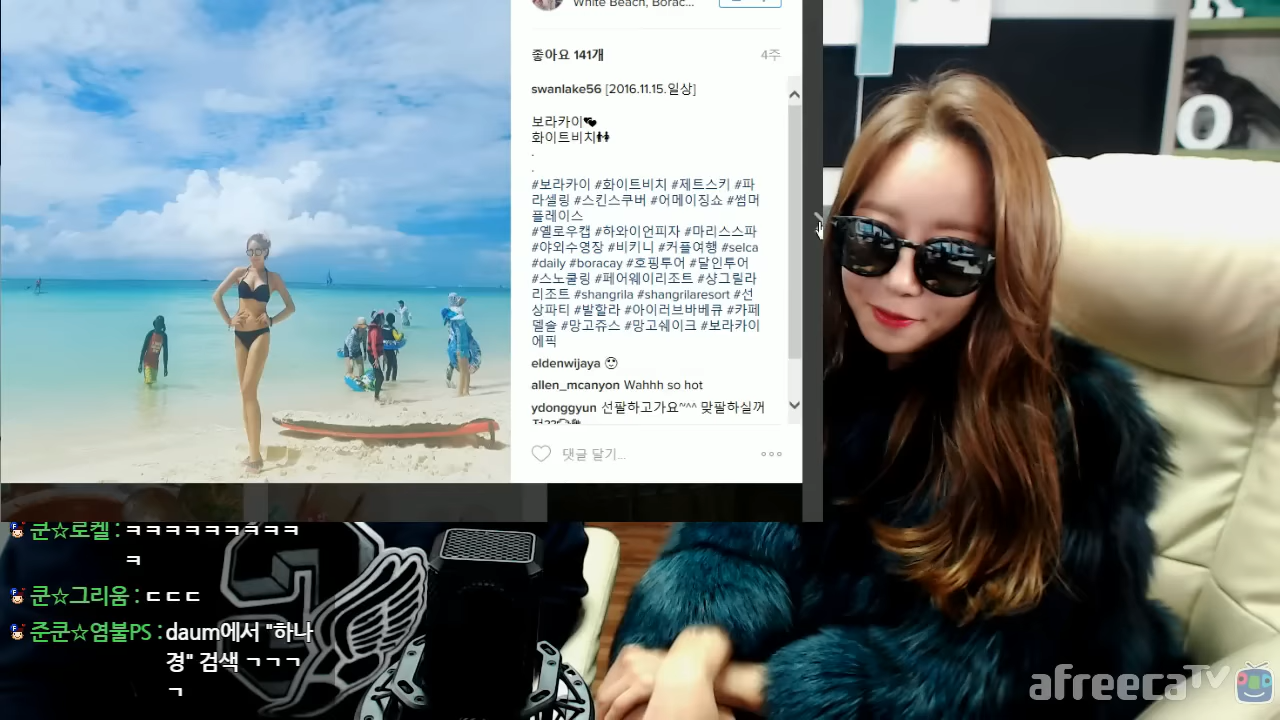 White Beach, Borac...
좋아요 141개
4주
swanlake56 [2016.11.15.일상]
보라카이
화이트비치
.
.
#보라카이 #화이트비치 #제트스키 #파
라셀링 #스킨스쿠버 #어메이징쇼 #썸머
플레이스
#옐로우캡 #하와이언피자 #마리스스파
#야외수영장 #비키니 #커플여행 #selca
#daily #boracay #호핑투어 #달인투어
#스노쿨링 #페어웨이리조트 #샹그릴라
리조트 #shangrila #shangrilaresort #선
상파티 #발할라 #아이러브바베큐 #카페
델솔 #망고쥬스 #망고쉐이크 #보라카이
에픽
eldenwijaya
allen_mcanyon Wahhh so hot
ydonggyun 선팔하고가요~^^ 맞팔하실꺼
댓글 달기...
쿤☆로켈 : ㅋㅋㅋㅋㅋㅋㅋㅋㅋ
ㅋ
쿤☆그리움 : ㄷㄷㄷ
준쿤☆염불PS : daum에서 "하나
경" 검색 ㄱㄱㄱ
ㄱ
O
afreecaTV